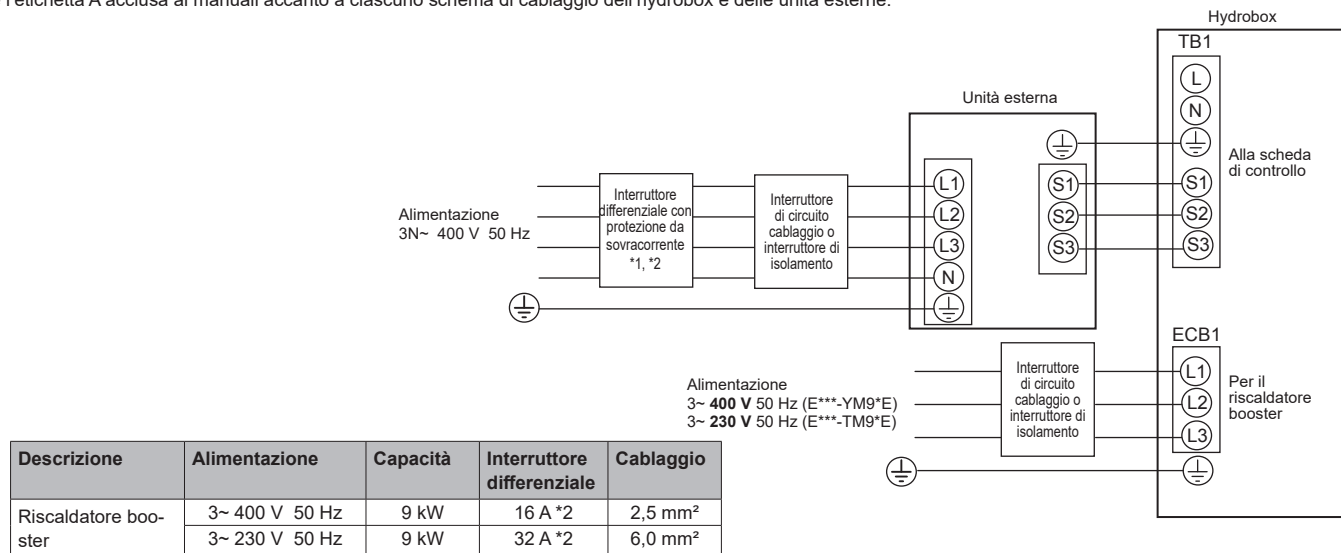 l'etichetta A acclusa ai manuali accanto a ciascuno schema di cablaggio dell'hydrobox e delle unità esterne.
Hydrobox
TB1
L
N
Alla scheda
di controllo
S1
S2
S3
Unità esterna
L1
L2
L3
N
S1
S2
S3
Alimentazione
3N~ 400 V 50 Hz
Interruttore
differenziale con
protezione da
sovracorrente
*1, *2
Interruttore
di circuito
cablaggio o
interruttore di
isolamento
ECB1
L1
L2
L3
Per il
riscaldatore
booster
Interruttore
di circuito
cablaggio o
interruttore di
isolamento
Alimentazione
3~ 400 V 50 Hz (E***-YM9*E)
3~ 230 V 50 Hz (E***-TM9*E)
Descrizione Alimentazione Capacità Interruttore differenziale Cablaggio
Riscaldatore boo-
ster
3~ 400 V 50 Hz 9 kW 16 A *2 2,5 mm²
3~ 230 V 50 Hz 9 kW 32 A *2 6,0 mm²